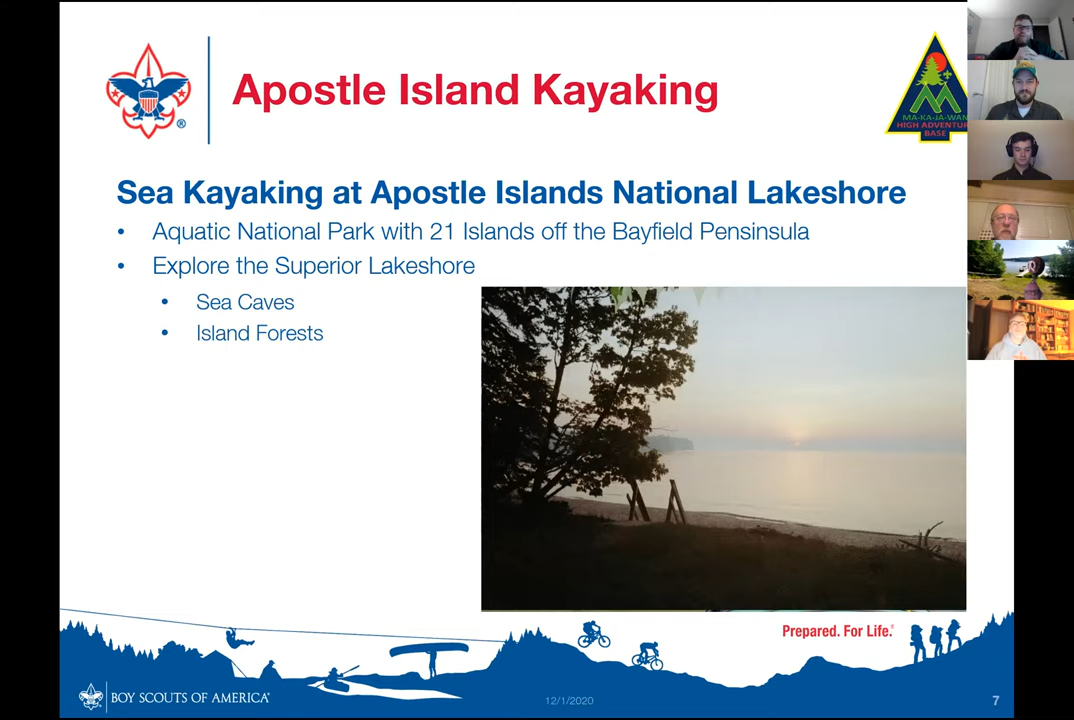 Apostle Island Kayaking
MA-KA-JA-WAN
HIGH ADVENTUR
BASE
Sea Kayaking at Apostle Islands National Lakeshore
• Aquatic National Park with 21 Islands off the Bayfield Pensinsula
• Explore the Superior Lakeshore
• Sea Caves
• Island Forests
Prepared. For Life.®
BOY SCOUTS OF AMERICA®
12/1/2020
7